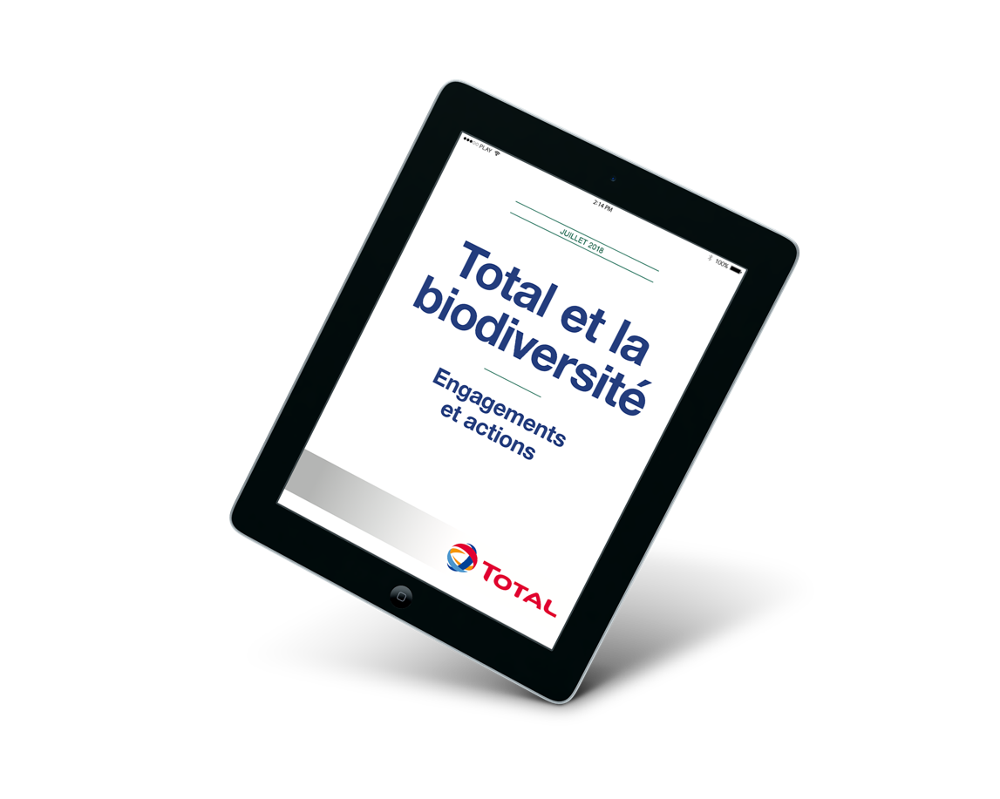 PLAY
2:14 PM
100%
JUILLET 2018
Total et la
biodiversité
Engagements
et actions
TOTAL